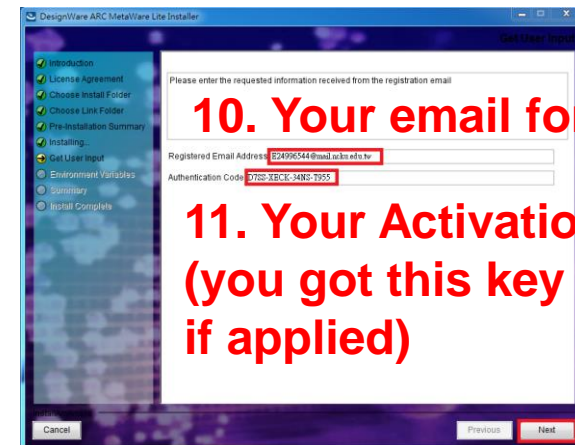 DesignWare ARC MetaWare Lite Installer
Get User Input
Introduction
License Agreement
Choose Install Folder
Choose Link Folder
Pre-Installation Summary
Installing...
Get User Input
Environment Variables
Summary
Install Complete
Please enter the requested information received from the registration email
10. Your email for
Registered Email Address E24996544@mail.ncku.edu.tw
Authentication Code D7SS-XECK-J4NS-T955
11. Your Activatio
(you got this key
if applied)
Cancel
Previous
Next